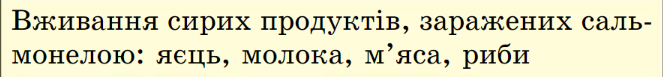 Вживання сирих продуктів, заражених саль-
монелою: яєць, молока, м’яса, риби